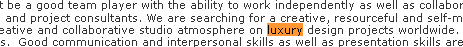 t be a good team player with the ability to work independently as well as collabor
and project consultants. We are searching for a creative, resourceful and self-m
eative and collaborative studio atmosphere on luxury design projects worldwide.
s. Good communication and interpersonal skills as well as presentation skills are